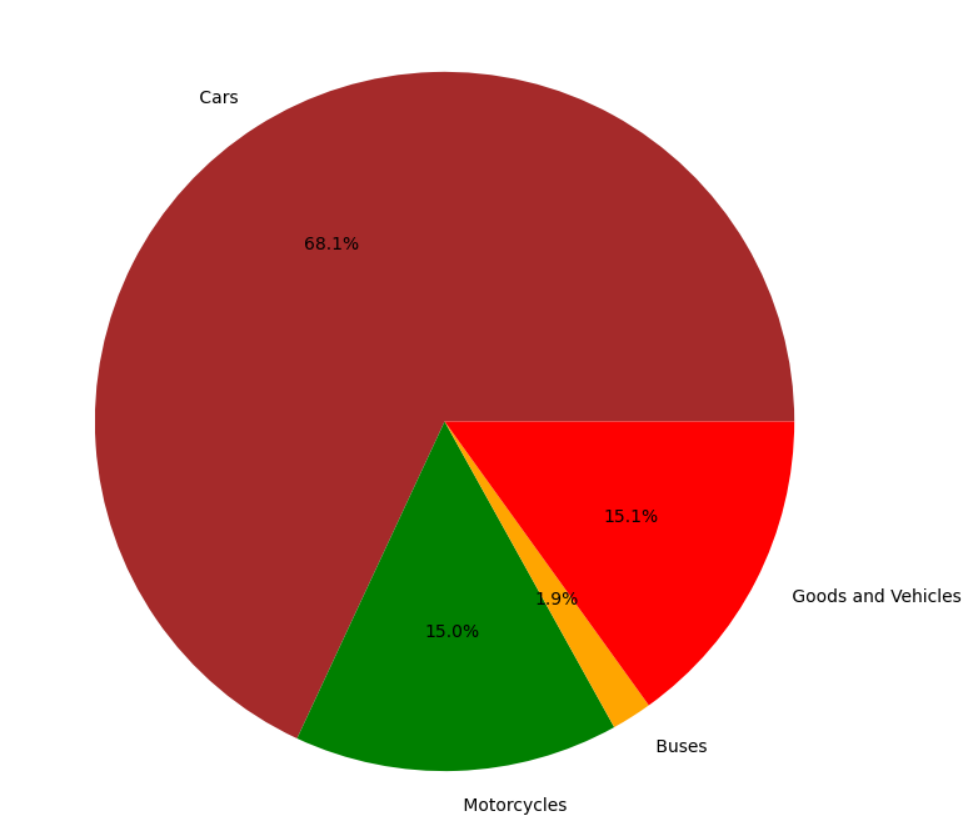 Cars
68.1%
15.1%
Goods and Vehicles
1.9%
15.0%
Buses
Motorcycles